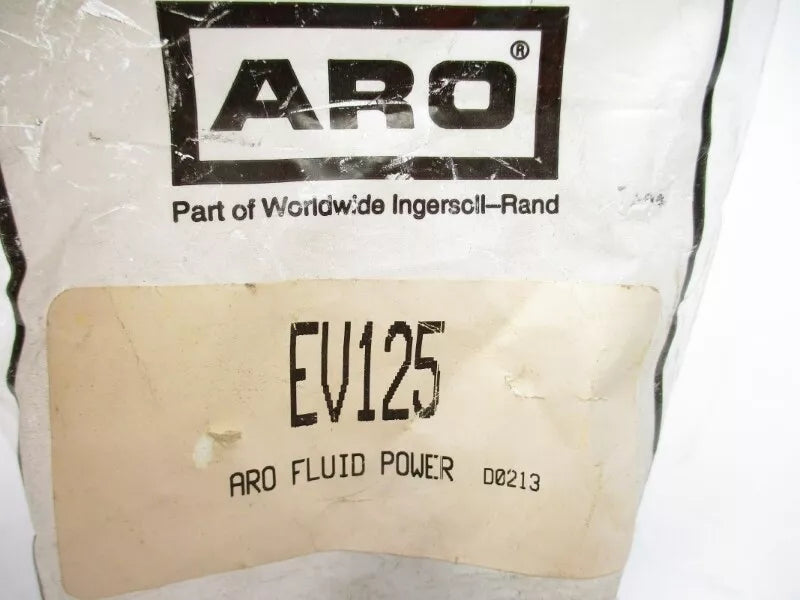 ARO®
Part of Worldwide Ingersoll-Rand
EV125
ARO FLUID POWER D0213